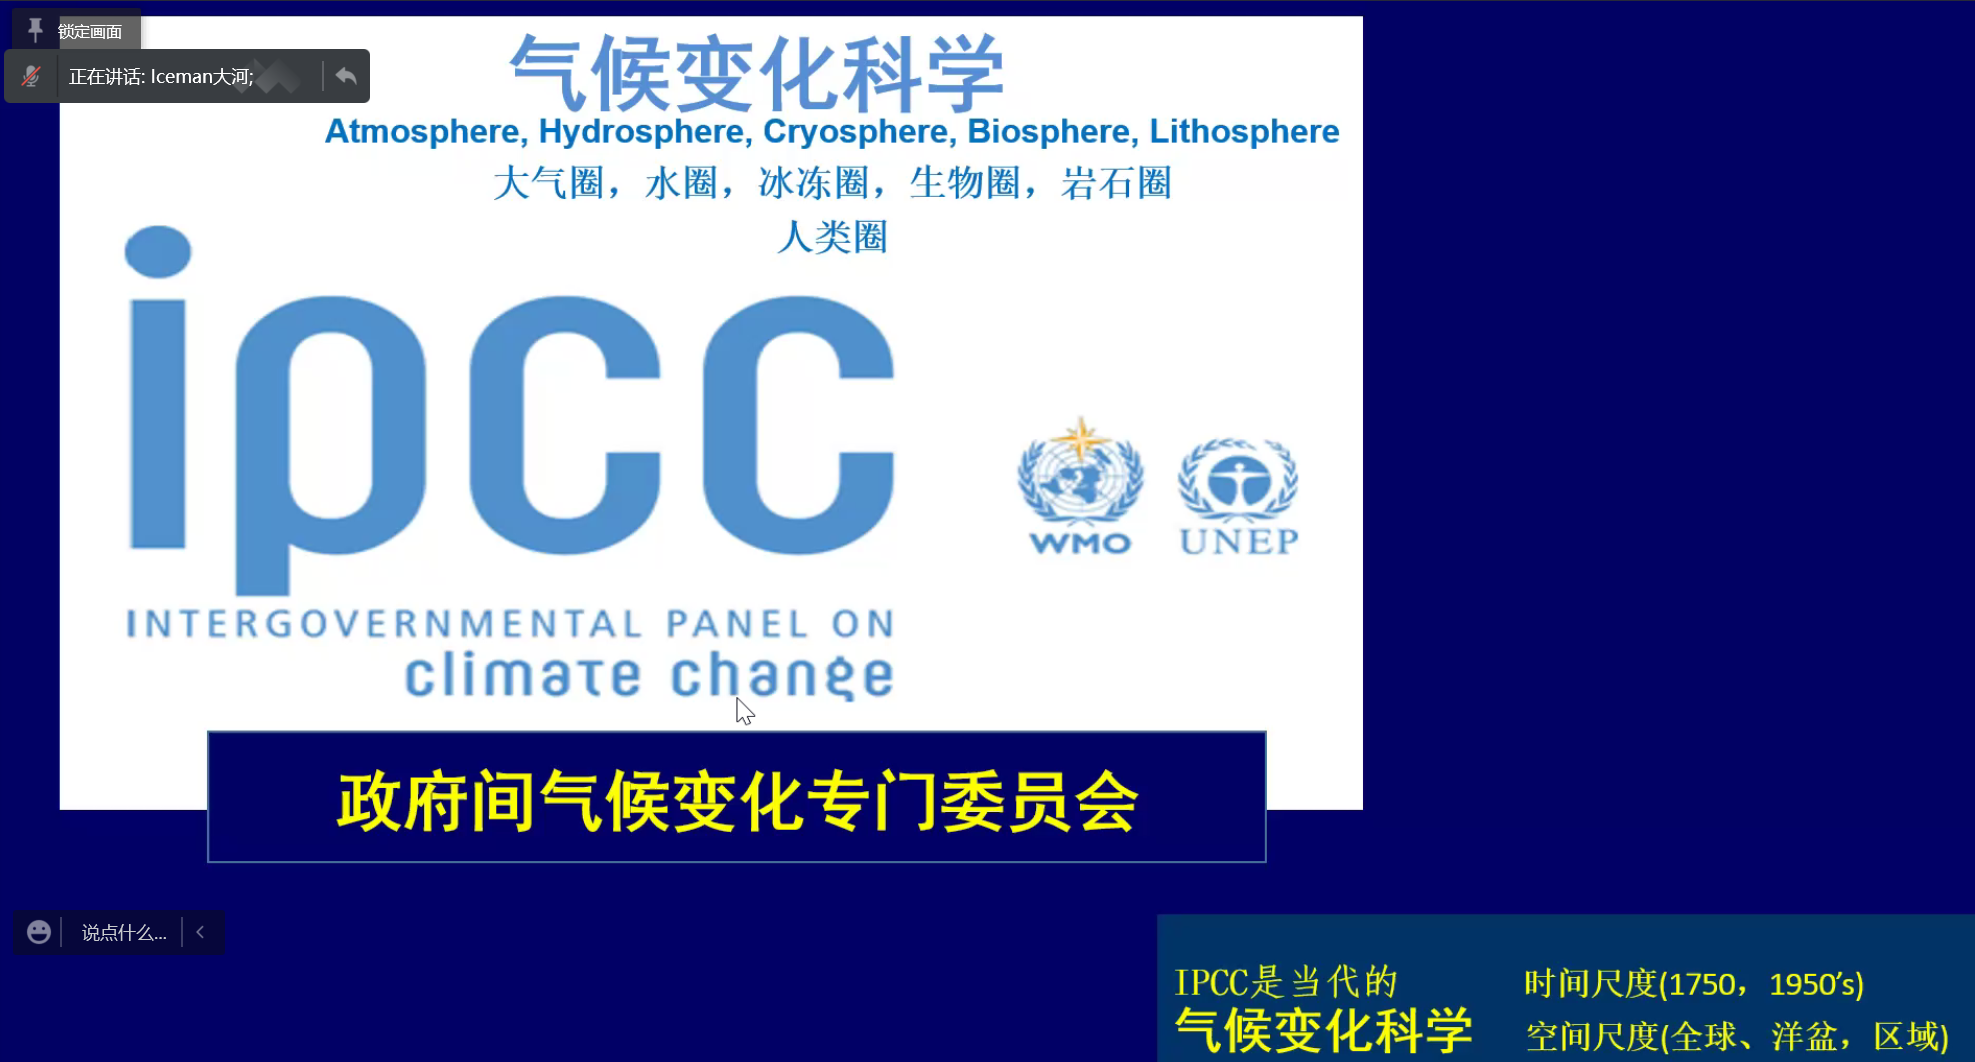 锁定画面
正在讲话: Iceman大河;
气候变化科学
Atmosphere, Hydrosphere, Cryosphere, Biosphere, Lithosphere
大气圈，水圈，冰冻圈，生物圈，岩石圈
人类圈
ipcc
WMO
UNEP
INTERGOVERNMENTAL PANEL ON
climate change
政府间气候变化专门委员会
说点什么...
IPCC是当代的
气候变化科学
时间尺度(1750，1950’s)
空间尺度(全球、洋盆，区域)